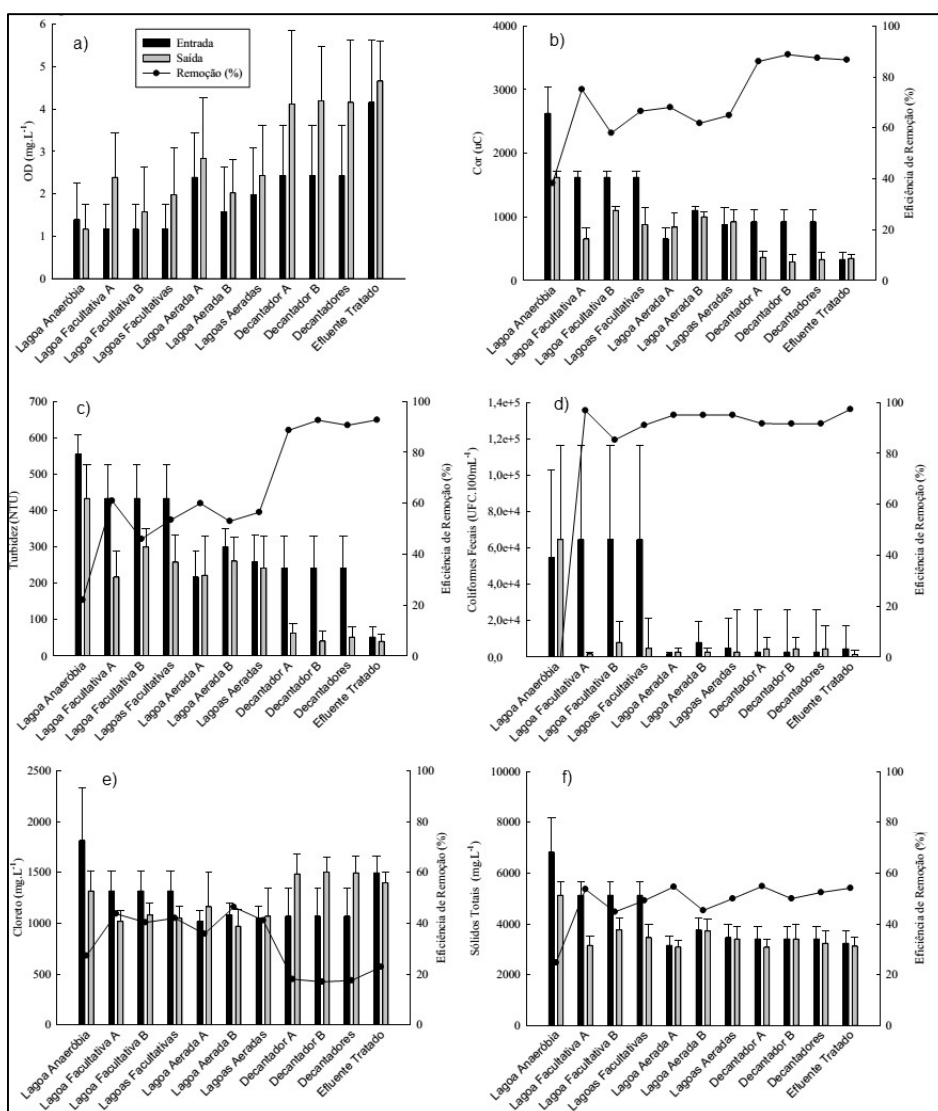 a)
Entrada
Saída
Remoção (%)
OD (mg.L-1)
6
5
4
3
2
1
0
Lagoa Anaeróbia
Lagoa Facultativa A
Lagoa Facultativa B
Lagoas Facultativas
Lagoa Aerada A
Lagoa Aerada B
Lagoas Aeradas
Decantador A
Decantador B
Decantadores
Efluente Tratado
b)
Cor (uC)
4000
3000
2000
1000
0
100
80
60
40
20
0
Eficiência de Remoção (%)
Lagoa Anaeróbia
Lagoa Facultativa A
Lagoa Facultativa B
Lagoas Facultativas
Lagoa Aerada A
Lagoa Aerada B
Lagoas Aeradas
Decantador A
Decantador B
Decantadores
Efluente Tratado
c)
Turbidez (NTU)
700
600
500
400
300
200
100
0
100
80
60
40
20
0
Eficiência de Remoção (%)
Lagoa Anaeróbia
Lagoa Facultativa A
Lagoa Facultativa B
Lagoas Facultativas
Lagoa Aerada A
Lagoa Aerada B
Lagoas Aeradas
Decantador A
Decantador B
Decantadores
Efluente Tratado
d)
Coliformes Fecais (UFC.100mL-1)
1,4e+5
1,2e+5
1,0e+5
8,0e+4
6,0e+4
4,0e+4
2,0e+4
0,0
100
80
60
40
20
0
Eficiência de Remoção (%)
Lagoa Anaeróbia
Lagoa Facultativa A
Lagoa Facultativa B
Lagoas Facultativas
Lagoa Aerada A
Lagoa Aerada B
Lagoas Aeradas
Decantador A
Decantador B
Decantadores
Efluente Tratado
e)
Cloreto (mg.L-1)
2500
2000
1500
1000
500
0
100
80
60
40
20
0
Eficiência de Remoção (%)
Lagoa Anaeróbia
Lagoa Facultativa A
Lagoa Facultativa B
Lagoas Facultativas
Lagoa Aerada A
Lagoa Aerada B
Lagoas Aeradas
Decantador A
Decantador B
Decantadores
Efluente Tratado
f)
Sólidos Totais (mg.L-1)
10000
8000
6000
4000
2000
0
100
80
60
40
20
0
Eficiência de Remoção (%)
Lagoa Anaeróbia
Lagoa Facultativa A
Lagoa Facultativa B
Lagoas Facultativas
Lagoa Aerada A
Lagoa Aerada B
Lagoas Aeradas
Decantador A
Decantador B
Decantadores
Efluente Tratado